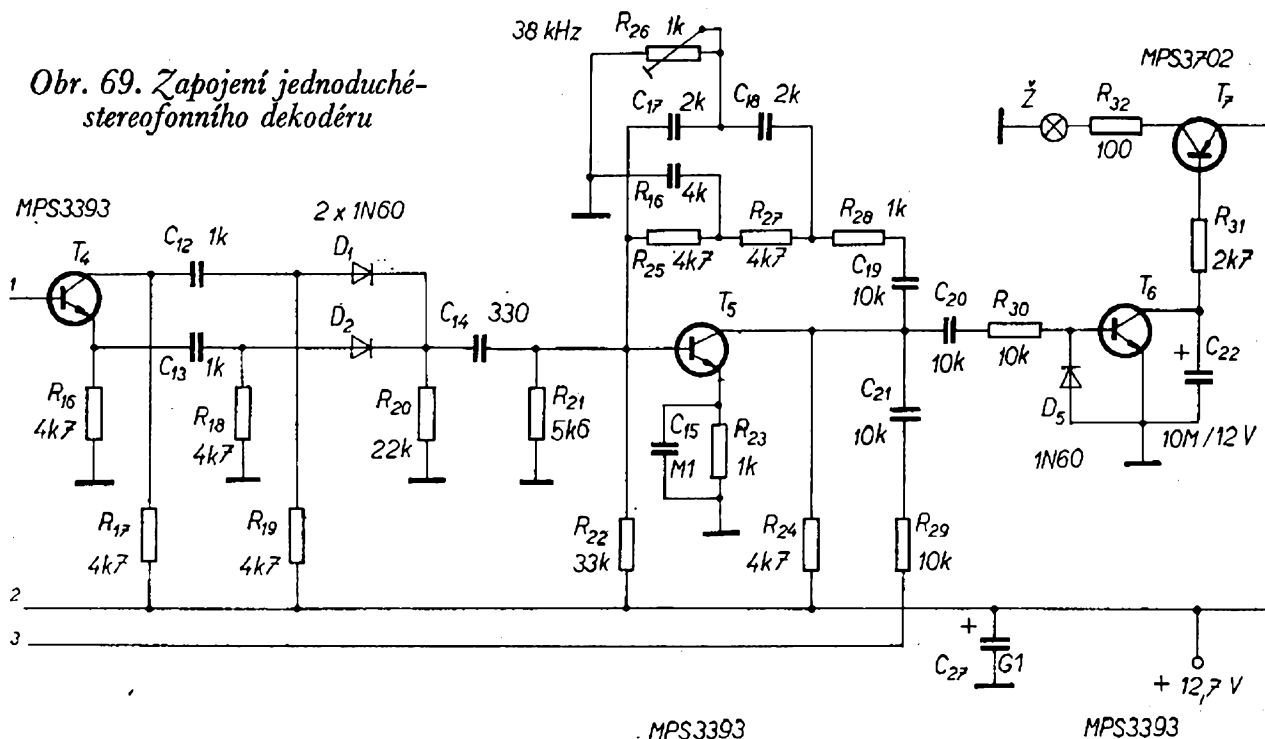 Obr. 69. Zapojení jednoduché-
stereofonního dekodéru
38 kHz
R26
1k
C17
2k
C18
2k
R16
4k
R25
4k7
R27
4k7
R28
1k
C19
10k
MPS3702
Ž
R32
100
T7
R31
2k7
MPS3393
T4
1
C12
1k
2 x 1N60
D1
D2
C13
1k
C14
330
R16
4k7
R18
4k7
R20
22k
R21
5k6
T5
C15
M1
R23
1k
C20
10k
R30
10k
T6
D5
1N60
C22
+
10M/12 V
C21
10k
R17
4k7
R19
4k7
R22
33k
R24
4k7
R29
10k
2
3
+
C27
G1
+ 12,7 V
MPS3393
MPS3393